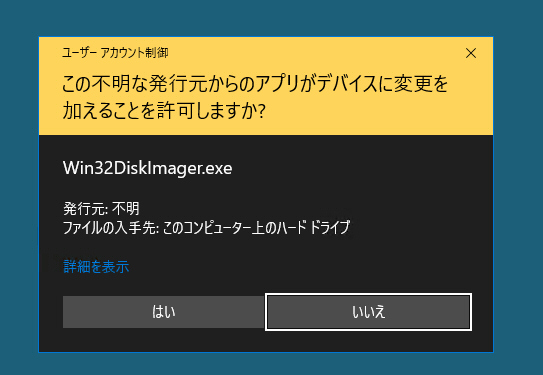 ユーザー アカウント制御
この不明な発行元からのアプリがデバイスに変更を
加えることを許可しますか?
Win32DiskImager.exe
発行元: 不明
ファイルの入手先: このコンピューター上のハード ドライブ
詳細を表示
はい
いいえ